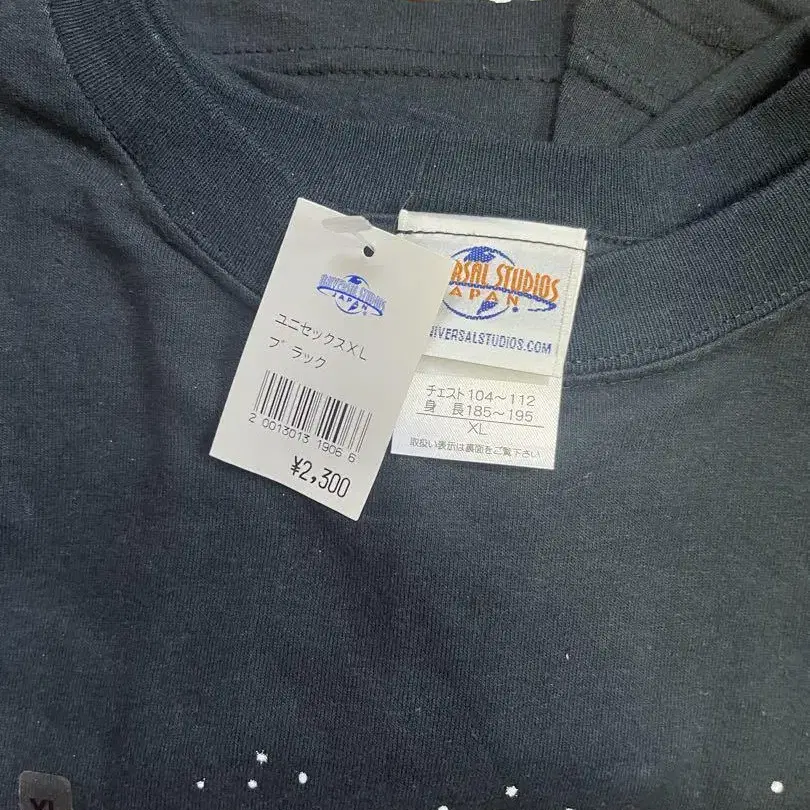 UNIVERSAL STUDIOS
JAPAN
ユニセックスXL
ブラック
2 0013013 19066
¥2,300
RSAL STUDIOS
APAN
NIVERSALSTUDIOS.COM
チェスト104～112
身 長185～195
XL
取扱い表示は裏面をご覧下さい
XL